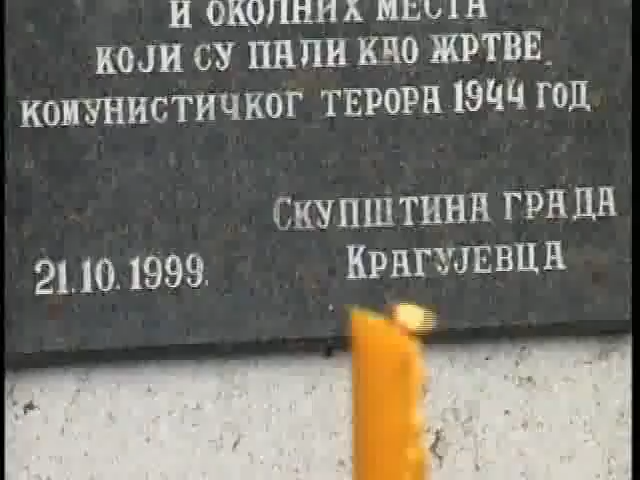 И ОКОЛНИХ МЕСТА
КОЈИ СУ ПАЛИ КАО ЖРТВЕ
КОМУНИСТИЧКОГ ТЕРОРА 1944 ГОД
СКУПШТИНА ГРАДА
21.10.1999. КРАГУЈЕВЦА